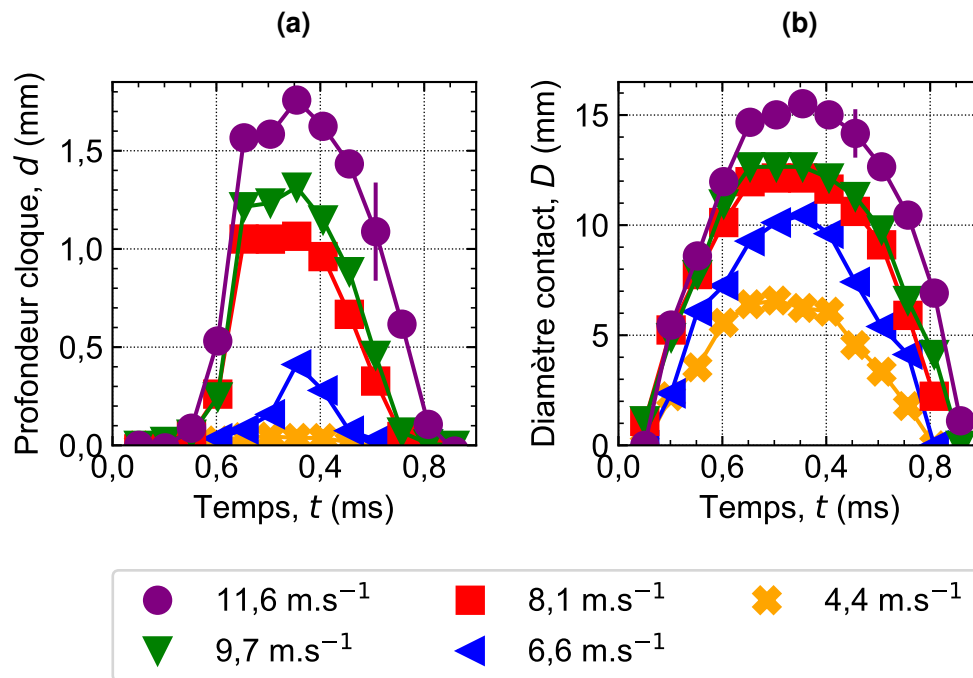 (a)
(b)
Profondeur cloque, d (mm)
1,5
1,0
0,5
0,0
0,0
0,6
0,4
0,8
Temps, t (ms)
Diamètre contact, D (mm)
15
10
5
0
0,0
0,6
0,4
0,8
Temps, t (ms)
11,6 m.s⁻¹
8,1 m.s⁻¹
4,4 m.s⁻¹
9,7 m.s⁻¹
6,6 m.s⁻¹